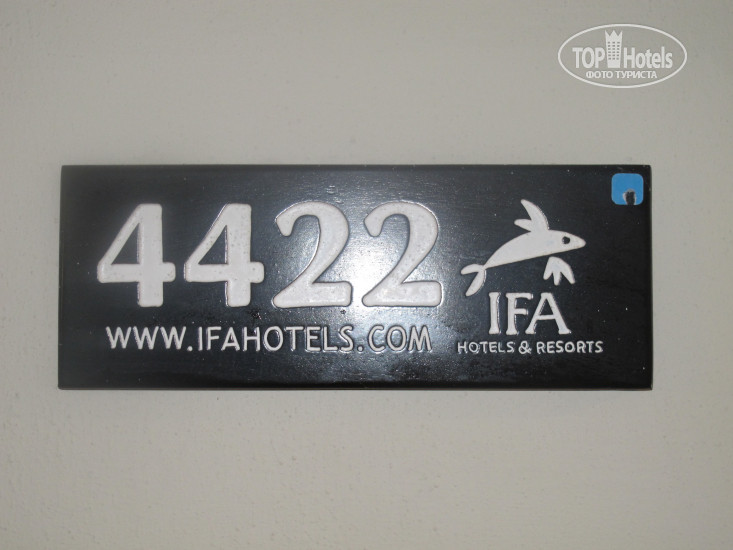 TOP Hotels
ФОТО ТУРИСТА
4422
WWW.IFAHOTELS.COM
IFA
HOTELS & RESORTS